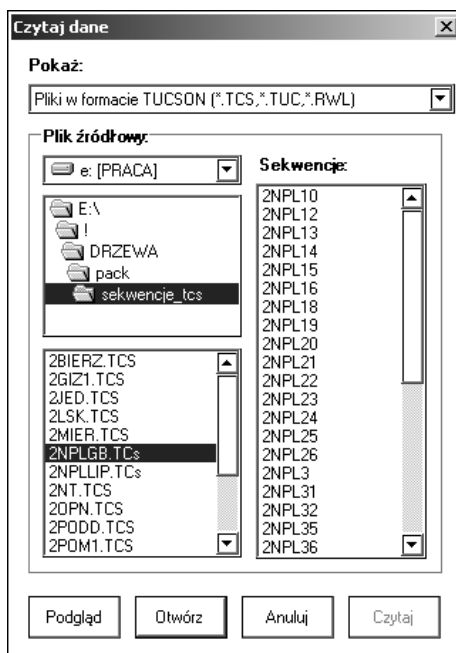 Czytaj dane
Pokaż:
Pliki w formacie TUCSON (*.TCS,*.TUC,*.RWL)
Plik źródłowy:
e: [PRACA]
E:\
!
DRZEWA
pack
sekwencje_tcs
2BIERZ.TCS
2GIZ1.TCS
2JED.TCS
2LSK.TCS
2MIER.TCS
2NPLGB.TCs
2NPLLIP.TCs
2NT.TCS
2OPN.TCS
2PODD.TCS
2POM1.TCS
Sekwencje:
2NPL10
2NPL12
2NPL13
2NPL14
2NPL15
2NPL16
2NPL18
2NPL19
2NPL20
2NPL21
2NPL22
2NPL23
2NPL24
2NPL25
2NPL26
2NPL3
2NPL31
2NPL32
2NPL35
2NPL36
Podgląd
Otwórz
Anuluj
Czytaj